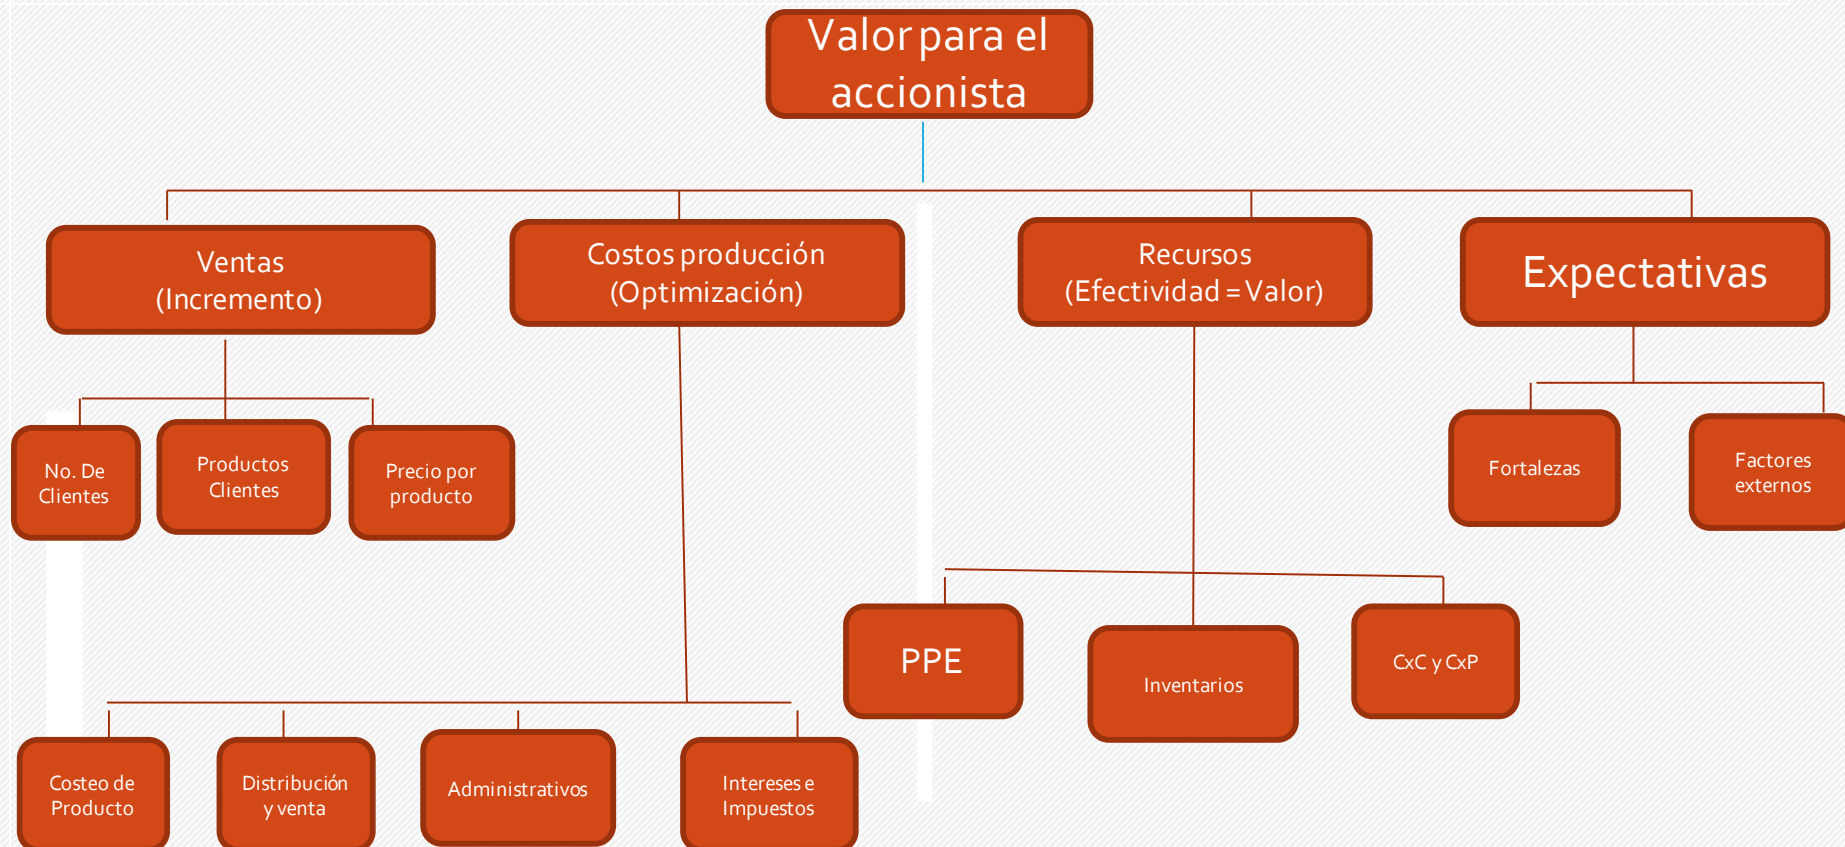 Valor para el
accionista
Ventas
(Incremento)
Costos producción
(Optimización)
Recursos
(Efectividad = Valor)
Expectativas
No. De
Clientes
Productos
Clientes
Precio por
producto
Fortalezas
Factores
externos
PPE
Inventarios
CxC y CxP
Costeo de
Producto
Distribución
y venta
Administrativos
Intereses e
Impuestos